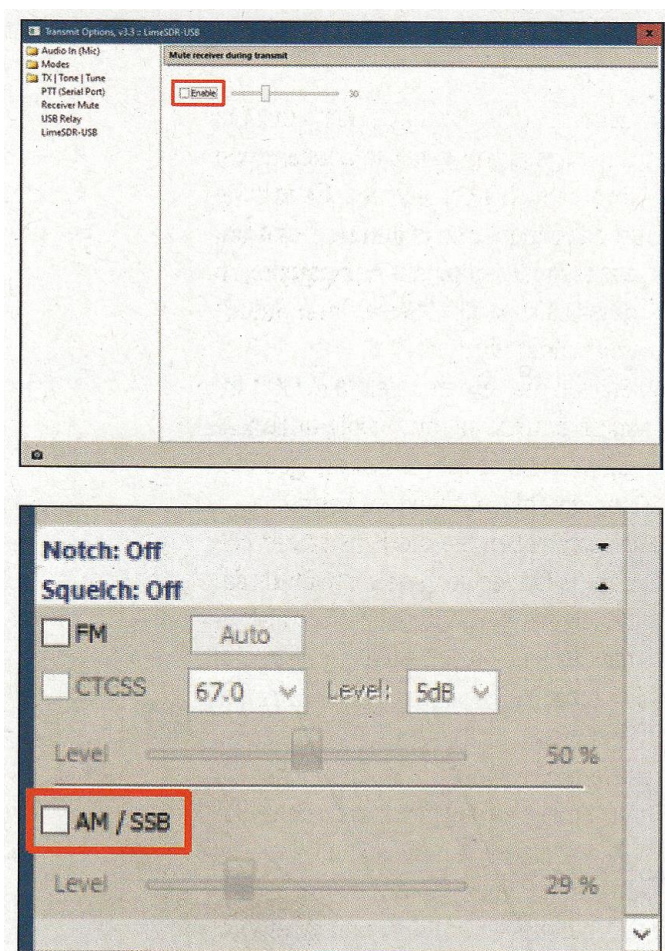 Transmit Options, v3.3 :: LimeSDR-USB
x
Audio In (Mic)
Mute receiver during transmit
Modes
TX | Tone | Tune
PTT (Serial Port)
Enable
30
Receiver Mute
USB Relay
LimeSDR-USB
Notch: Off
Squelch: Off
FM
Auto
CTCSS
67.0
Level:
5dB
Level
50 %
AM / SSB
Level
29 %